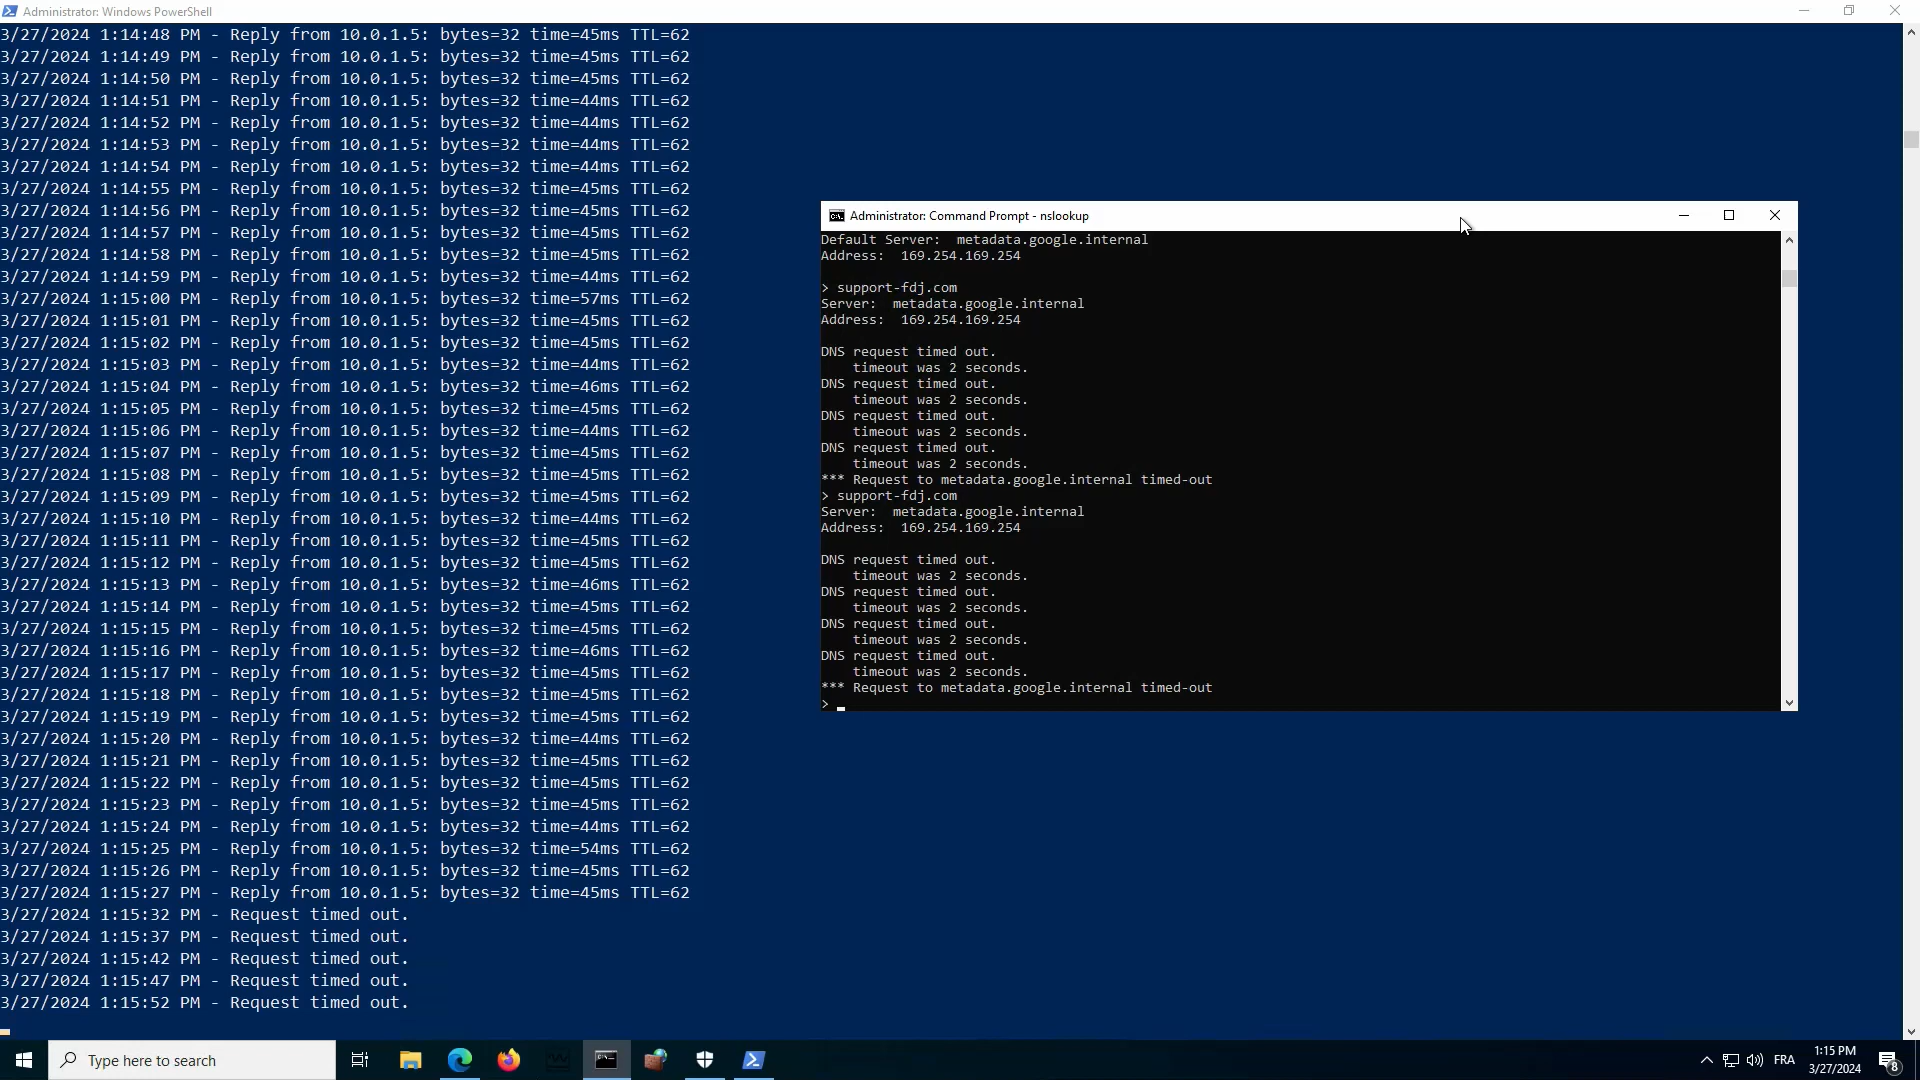 Administrator: Windows PowerShell
3/27/2024 1:14:48 PM - Reply from 10.0.1.5: bytes=32 time=45ms TTL=62
3/27/2024 1:14:49 PM - Reply from 10.0.1.5: bytes=32 time=45ms TTL=62
3/27/2024 1:14:50 PM - Reply from 10.0.1.5: bytes=32 time=45ms TTL=62
3/27/2024 1:14:51 PM - Reply from 10.0.1.5: bytes=32 time=44ms TTL=62
3/27/2024 1:14:52 PM - Reply from 10.0.1.5: bytes=32 time=44ms TTL=62
3/27/2024 1:14:53 PM - Reply from 10.0.1.5: bytes=32 time=44ms TTL=62
3/27/2024 1:14:54 PM - Reply from 10.0.1.5: bytes=32 time=44ms TTL=62
3/27/2024 1:14:55 PM - Reply from 10.0.1.5: bytes=32 time=45ms TTL=62
3/27/2024 1:14:56 PM - Reply from 10.0.1.5: bytes=32 time=45ms TTL=62
3/27/2024 1:14:57 PM - Reply from 10.0.1.5: bytes=32 time=45ms TTL=62
3/27/2024 1:14:58 PM - Reply from 10.0.1.5: bytes=32 time=45ms TTL=62
3/27/2024 1:14:59 PM - Reply from 10.0.1.5: bytes=32 time=44ms TTL=62
3/27/2024 1:15:00 PM - Reply from 10.0.1.5: bytes=32 time=57ms TTL=62
3/27/2024 1:15:01 PM - Reply from 10.0.1.5: bytes=32 time=45ms TTL=62
3/27/2024 1:15:02 PM - Reply from 10.0.1.5: bytes=32 time=45ms TTL=62
3/27/2024 1:15:03 PM - Reply from 10.0.1.5: bytes=32 time=44ms TTL=62
3/27/2024 1:15:04 PM - Reply from 10.0.1.5: bytes=32 time=46ms TTL=62
3/27/2024 1:15:05 PM - Reply from 10.0.1.5: bytes=32 time=45ms TTL=62
3/27/2024 1:15:06 PM - Reply from 10.0.1.5: bytes=32 time=44ms TTL=62
3/27/2024 1:15:07 PM - Reply from 10.0.1.5: bytes=32 time=45ms TTL=62
3/27/2024 1:15:08 PM - Reply from 10.0.1.5: bytes=32 time=45ms TTL=62
3/27/2024 1:15:09 PM - Reply from 10.0.1.5: bytes=32 time=45ms TTL=62
3/27/2024 1:15:10 PM - Reply from 10.0.1.5: bytes=32 time=44ms TTL=62
3/27/2024 1:15:11 PM - Reply from 10.0.1.5: bytes=32 time=45ms TTL=62
3/27/2024 1:15:12 PM - Reply from 10.0.1.5: bytes=32 time=45ms TTL=62
3/27/2024 1:15:13 PM - Reply from 10.0.1.5: bytes=32 time=46ms TTL=62
3/27/2024 1:15:14 PM - Reply from 10.0.1.5: bytes=32 time=45ms TTL=62
3/27/2024 1:15:15 PM - Reply from 10.0.1.5: bytes=32 time=45ms TTL=62
3/27/2024 1:15:16 PM - Reply from 10.0.1.5: bytes=32 time=46ms TTL=62
3/27/2024 1:15:17 PM - Reply from 10.0.1.5: bytes=32 time=45ms TTL=62
3/27/2024 1:15:18 PM - Reply from 10.0.1.5: bytes=32 time=45ms TTL=62
3/27/2024 1:15:19 PM - Reply from 10.0.1.5: bytes=32 time=45ms TTL=62
3/27/2024 1:15:20 PM - Reply from 10.0.1.5: bytes=32 time=44ms TTL=62
3/27/2024 1:15:21 PM - Reply from 10.0.1.5: bytes=32 time=45ms TTL=62
3/27/2024 1:15:22 PM - Reply from 10.0.1.5: bytes=32 time=45ms TTL=62
3/27/2024 1:15:23 PM - Reply from 10.0.1.5: bytes=32 time=45ms TTL=62
3/27/2024 1:15:24 PM - Reply from 10.0.1.5: bytes=32 time=44ms TTL=62
3/27/2024 1:15:25 PM - Reply from 10.0.1.5: bytes=32 time=54ms TTL=62
3/27/2024 1:15:26 PM - Reply from 10.0.1.5: bytes=32 time=45ms TTL=62
3/27/2024 1:15:27 PM - Reply from 10.0.1.5: bytes=32 time=45ms TTL=62
3/27/2024 1:15:32 PM - Request timed out.
3/27/2024 1:15:37 PM - Request timed out.
3/27/2024 1:15:42 PM - Request timed out.
3/27/2024 1:15:47 PM - Request timed out.
3/27/2024 1:15:52 PM - Request timed out.
Administrator: Command Prompt - nslookup
Default Server:  metadata.google.internal
Address:  169.254.169.254
> support-fdj.com
Server:  metadata.google.internal
Address:  169.254.169.254
DNS request timed out.
timeout was 2 seconds.
DNS request timed out.
timeout was 2 seconds.
DNS request timed out.
timeout was 2 seconds.
DNS request timed out.
timeout was 2 seconds.
*** Request to metadata.google.internal timed-out
> support-fdj.com
Server:  metadata.google.internal
Address:  169.254.169.254
DNS request timed out.
timeout was 2 seconds.
DNS request timed out.
timeout was 2 seconds.
DNS request timed out.
timeout was 2 seconds.
DNS request timed out.
timeout was 2 seconds.
*** Request to metadata.google.internal timed-out
>
Type here to search
FRA
1:15 PM
3/27/2024
8